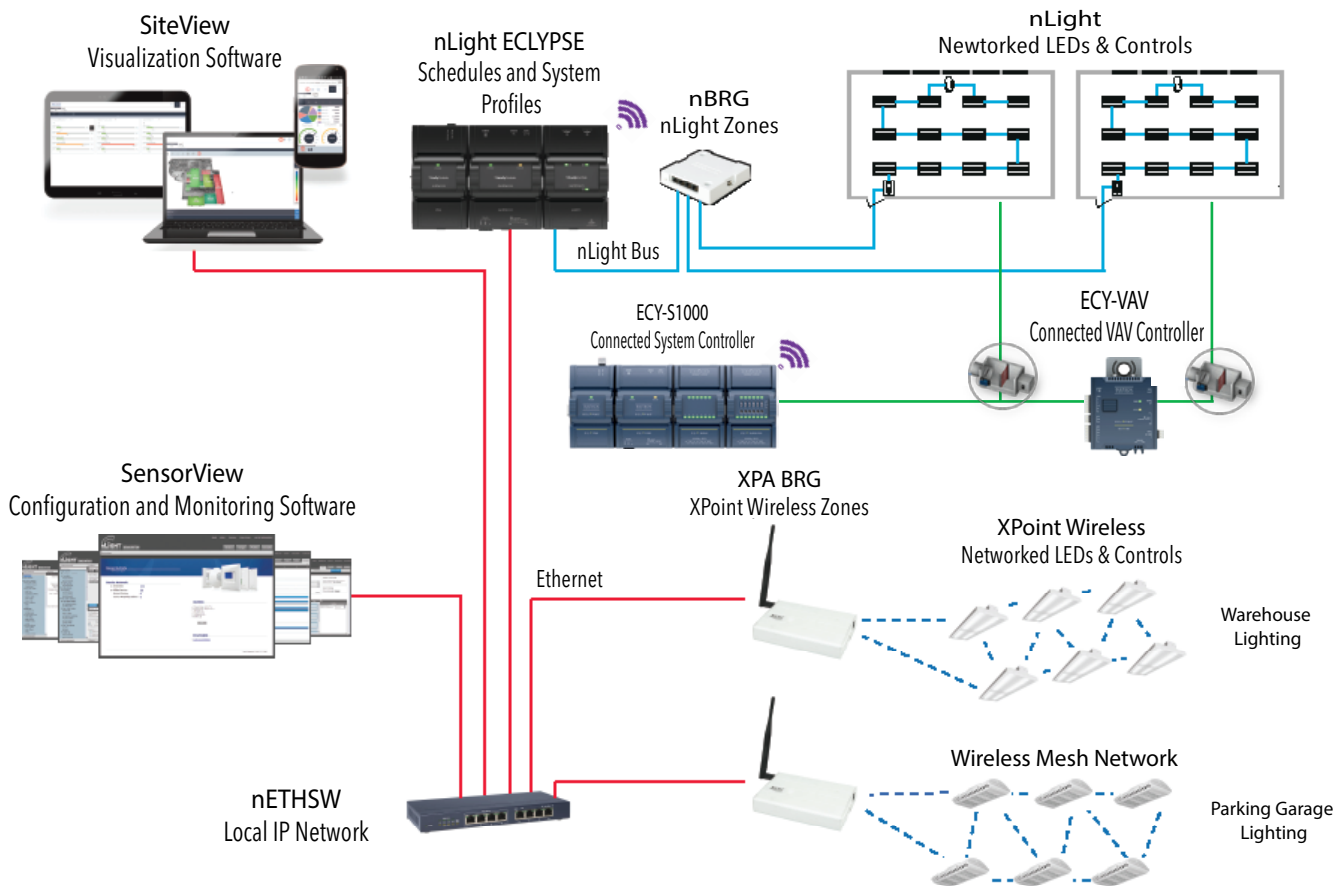 SiteView
Visualization Software
nLight ECLYPSE
Schedules and System
Profiles
nBRG
nLight Zones
nLight
Newtorked LEDs & Controls
nLight Bus
ECY-S1000
Connected System Controller
ECY-VAV
Connected VAV Controller
SensorView
Configuration and Monitoring Software
XPA BRG
XPoint Wireless Zones
XPoint Wireless
Networked LEDs & Controls
Ethernet
Warehouse
Lighting
Wireless Mesh Network
nETHSW
Local IP Network
Parking Garage
Lighting